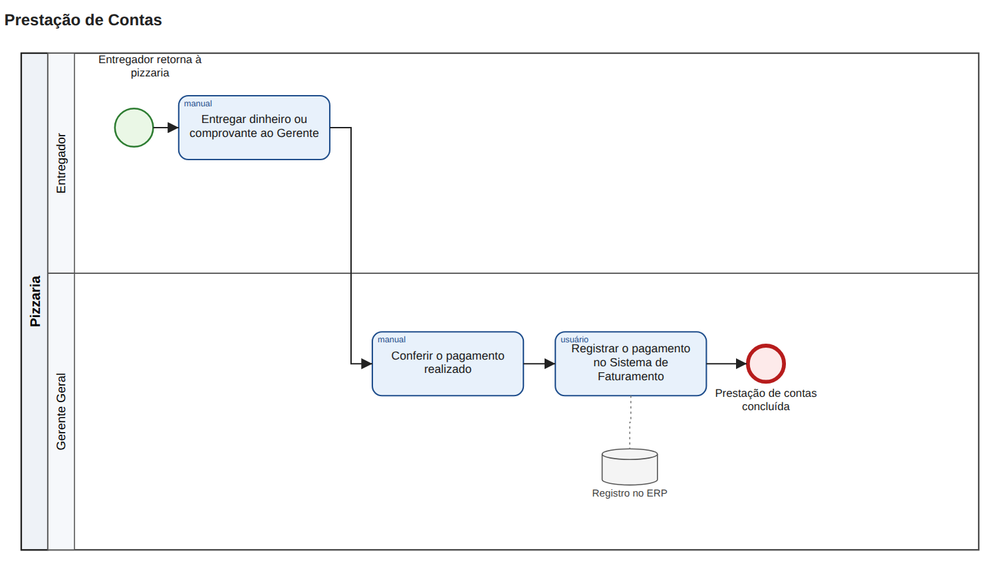 Prestação de Contas
Pizzaria
Entregador
Entregador retorna à
pizzaria
manual
Entregar dinheiro ou
comprovante ao Gerente
Gerente Geral
manual
Conferir o pagamento
realizado
usuário
Registrar o pagamento
no Sistema de
Faturamento
Prestação de contas
concluída
Registro no ERP